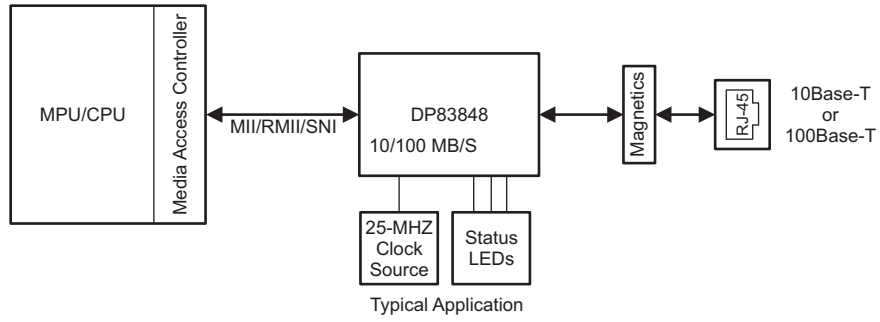 MPU/CPU
Media Access Controller
MII/RMII/SNI
DP83848
10/100 MB/S
Magnetics
RJ-45
10Base-T
or
100Base-T
25-MHZ
Clock
Source
Status
LEDs
Typical Application